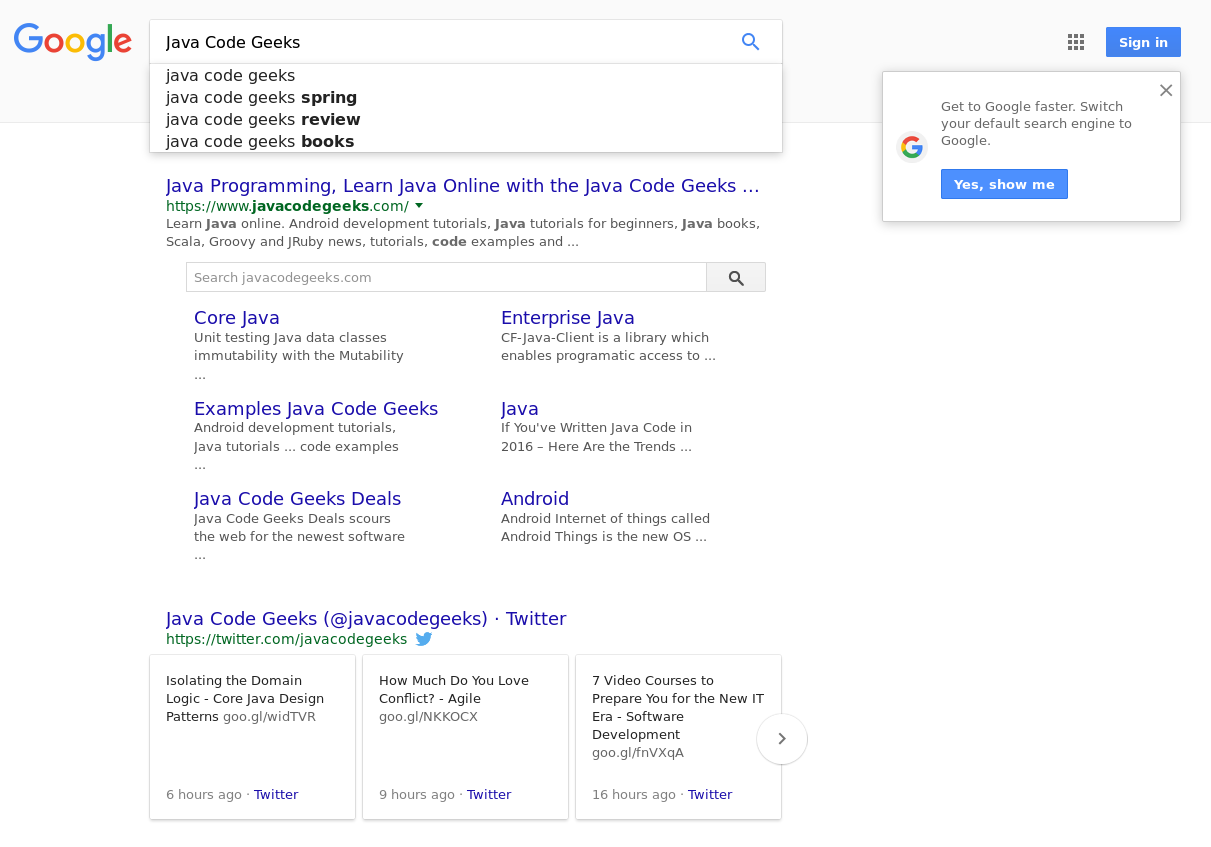 Google
Java Code Geeks
Sign in
java code geeks
java code geeks spring
java code geeks review
java code geeks books
Get to Google faster. Switch
your default search engine to
Google.
Yes, show me
Java Programming, Learn Java Online with the Java Code Geeks ...
https://www.javacodegeeks.com/
Learn Java online. Android development tutorials, Java tutorials for beginners, Java books,
Scala, Groovy and JRuby news, tutorials, code examples and ...
Search javacodegeeks.com
Core Java
Unit testing Java data classes
immutability with the Mutability
...
Enterprise Java
CF-Java-Client is a library which
enables programatic access to ...
Examples Java Code Geeks
Android development tutorials,
Java tutorials ... code examples
...
Java
If You've Written Java Code in
2016 – Here Are the Trends ...
Java Code Geeks Deals
Java Code Geeks Deals scours
the web for the newest software
...
Android
Android Internet of things called
Android Things is the new OS ...
Java Code Geeks (@javacodegeeks) · Twitter
https://twitter.com/javacodegeeks
Isolating the Domain
Logic - Core Java Design
Patterns goo.gl/widTVR
6 hours ago · Twitter
How Much Do You Love
Conflict? - Agile
goo.gl/NKKOCX
9 hours ago · Twitter
7 Video Courses to
Prepare You for the New IT
Era - Software
Development
goo.gl/fnVXqA
16 hours ago · Twitter